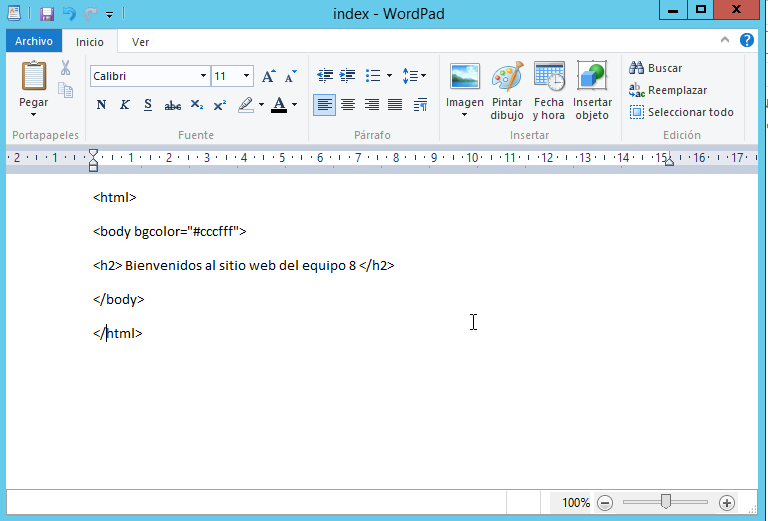 index - WordPad
Archivo Inicio Ver
Calibri 11
Pegar
N K S abc X₂ X² A
Imagen Pintar dibujo Fecha y hora Insertar objeto
Buscar
Reemplazar
Seleccionar todo
Portapapeles Fuente Párrafo Insertar Edición
2 1 1 2 3 4 5 6 7 8 9 10 11 12 13 14 15 16 17
<html>
<body bgcolor="#cccfff">
<h2> Bienvenidos al sitio web del equipo 8 </h2>
</body>
</html>
100%